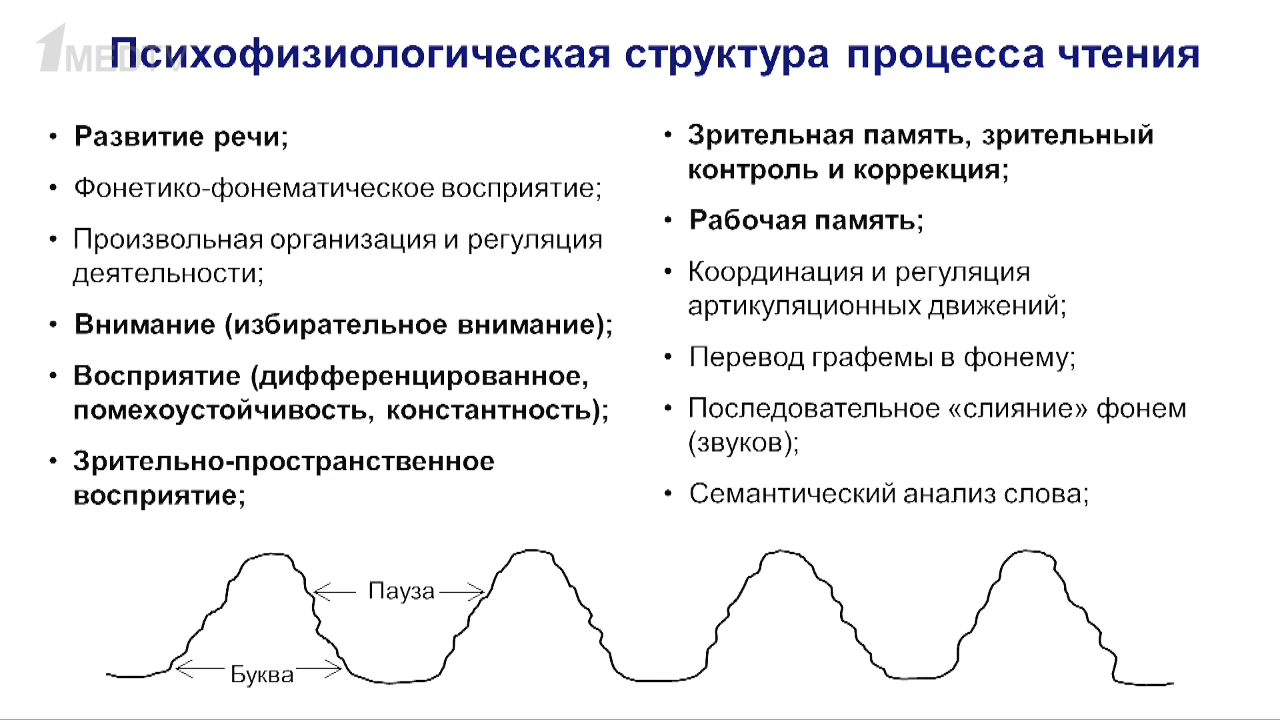 1MEDTV
Психофизиологическая структура процесса чтения
• Развитие речи;
• Фонетико-фонематическое восприятие;
• Произвольная организация и регуляция
деятельности;
• Внимание (избирательное внимание);
• Восприятие (дифференцированное,
помехоустойчивость, константность);
• Зрительно-пространственное
восприятие;
• Зрительная память, зрительный
контроль и коррекция;
• Рабочая память;
• Координация и регуляция
артикуляционных движений;
• Перевод графемы в фонему;
• Последовательное «слияние» фонем
(звуков);
• Семантический анализ слова;
Пауза
Буква